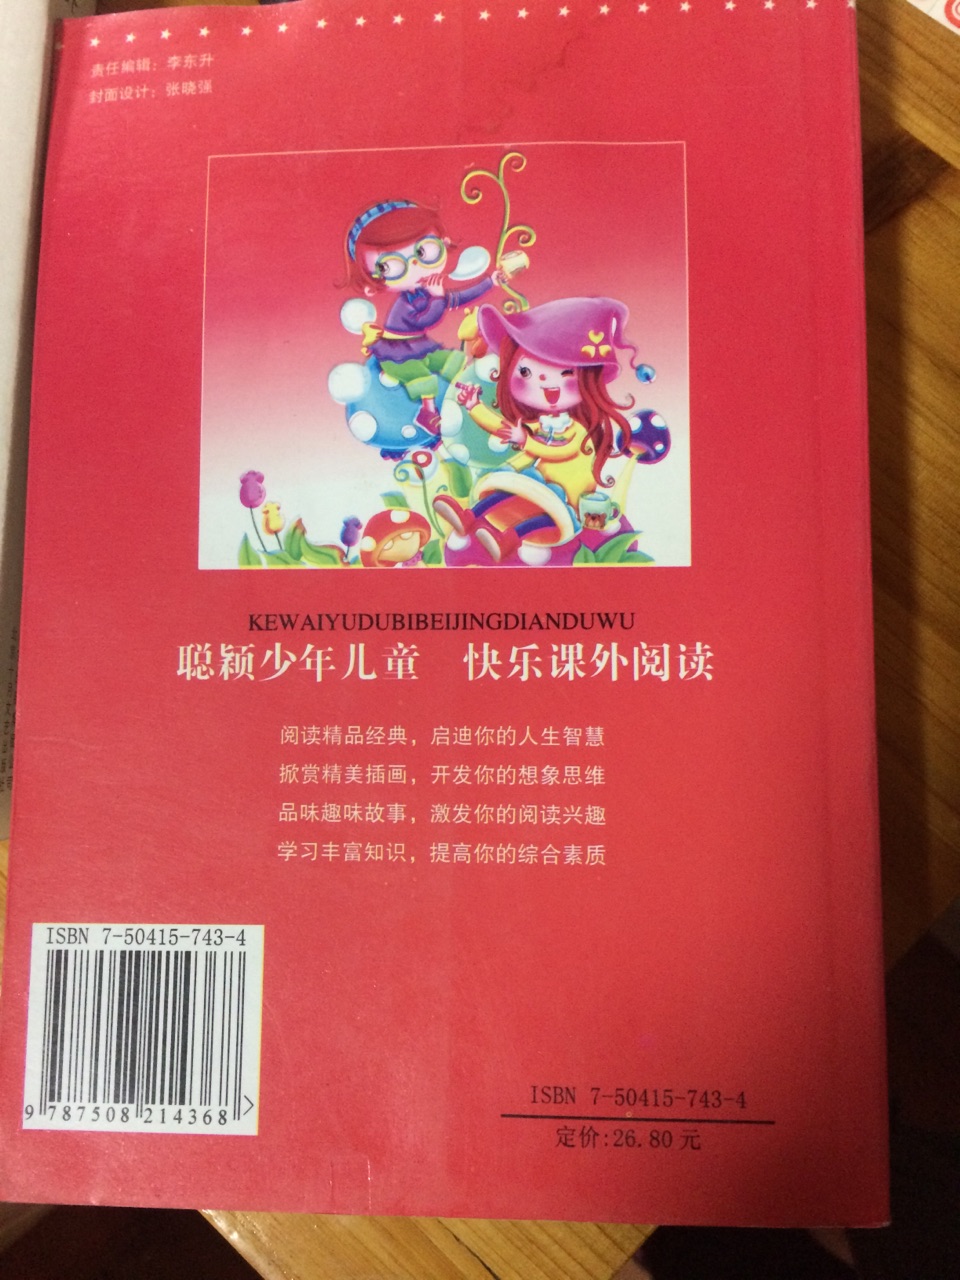 责任编辑：李东升
封面设计：张晓强
KEWAIYUDUBIBEIJINGDIANDUWU
聪颖少年儿童 快乐课外阅读
阅读精品经典，启迪你的人生智慧
掀赏精美插画，开发你的想象思维
品味趣味故事，激发你的阅读兴趣
学习丰富知识，提高你的综合素质
ISBN 7-50415-743-4
9 787508 214368 >
ISBN 7-50415-743-4
定价:26.80元